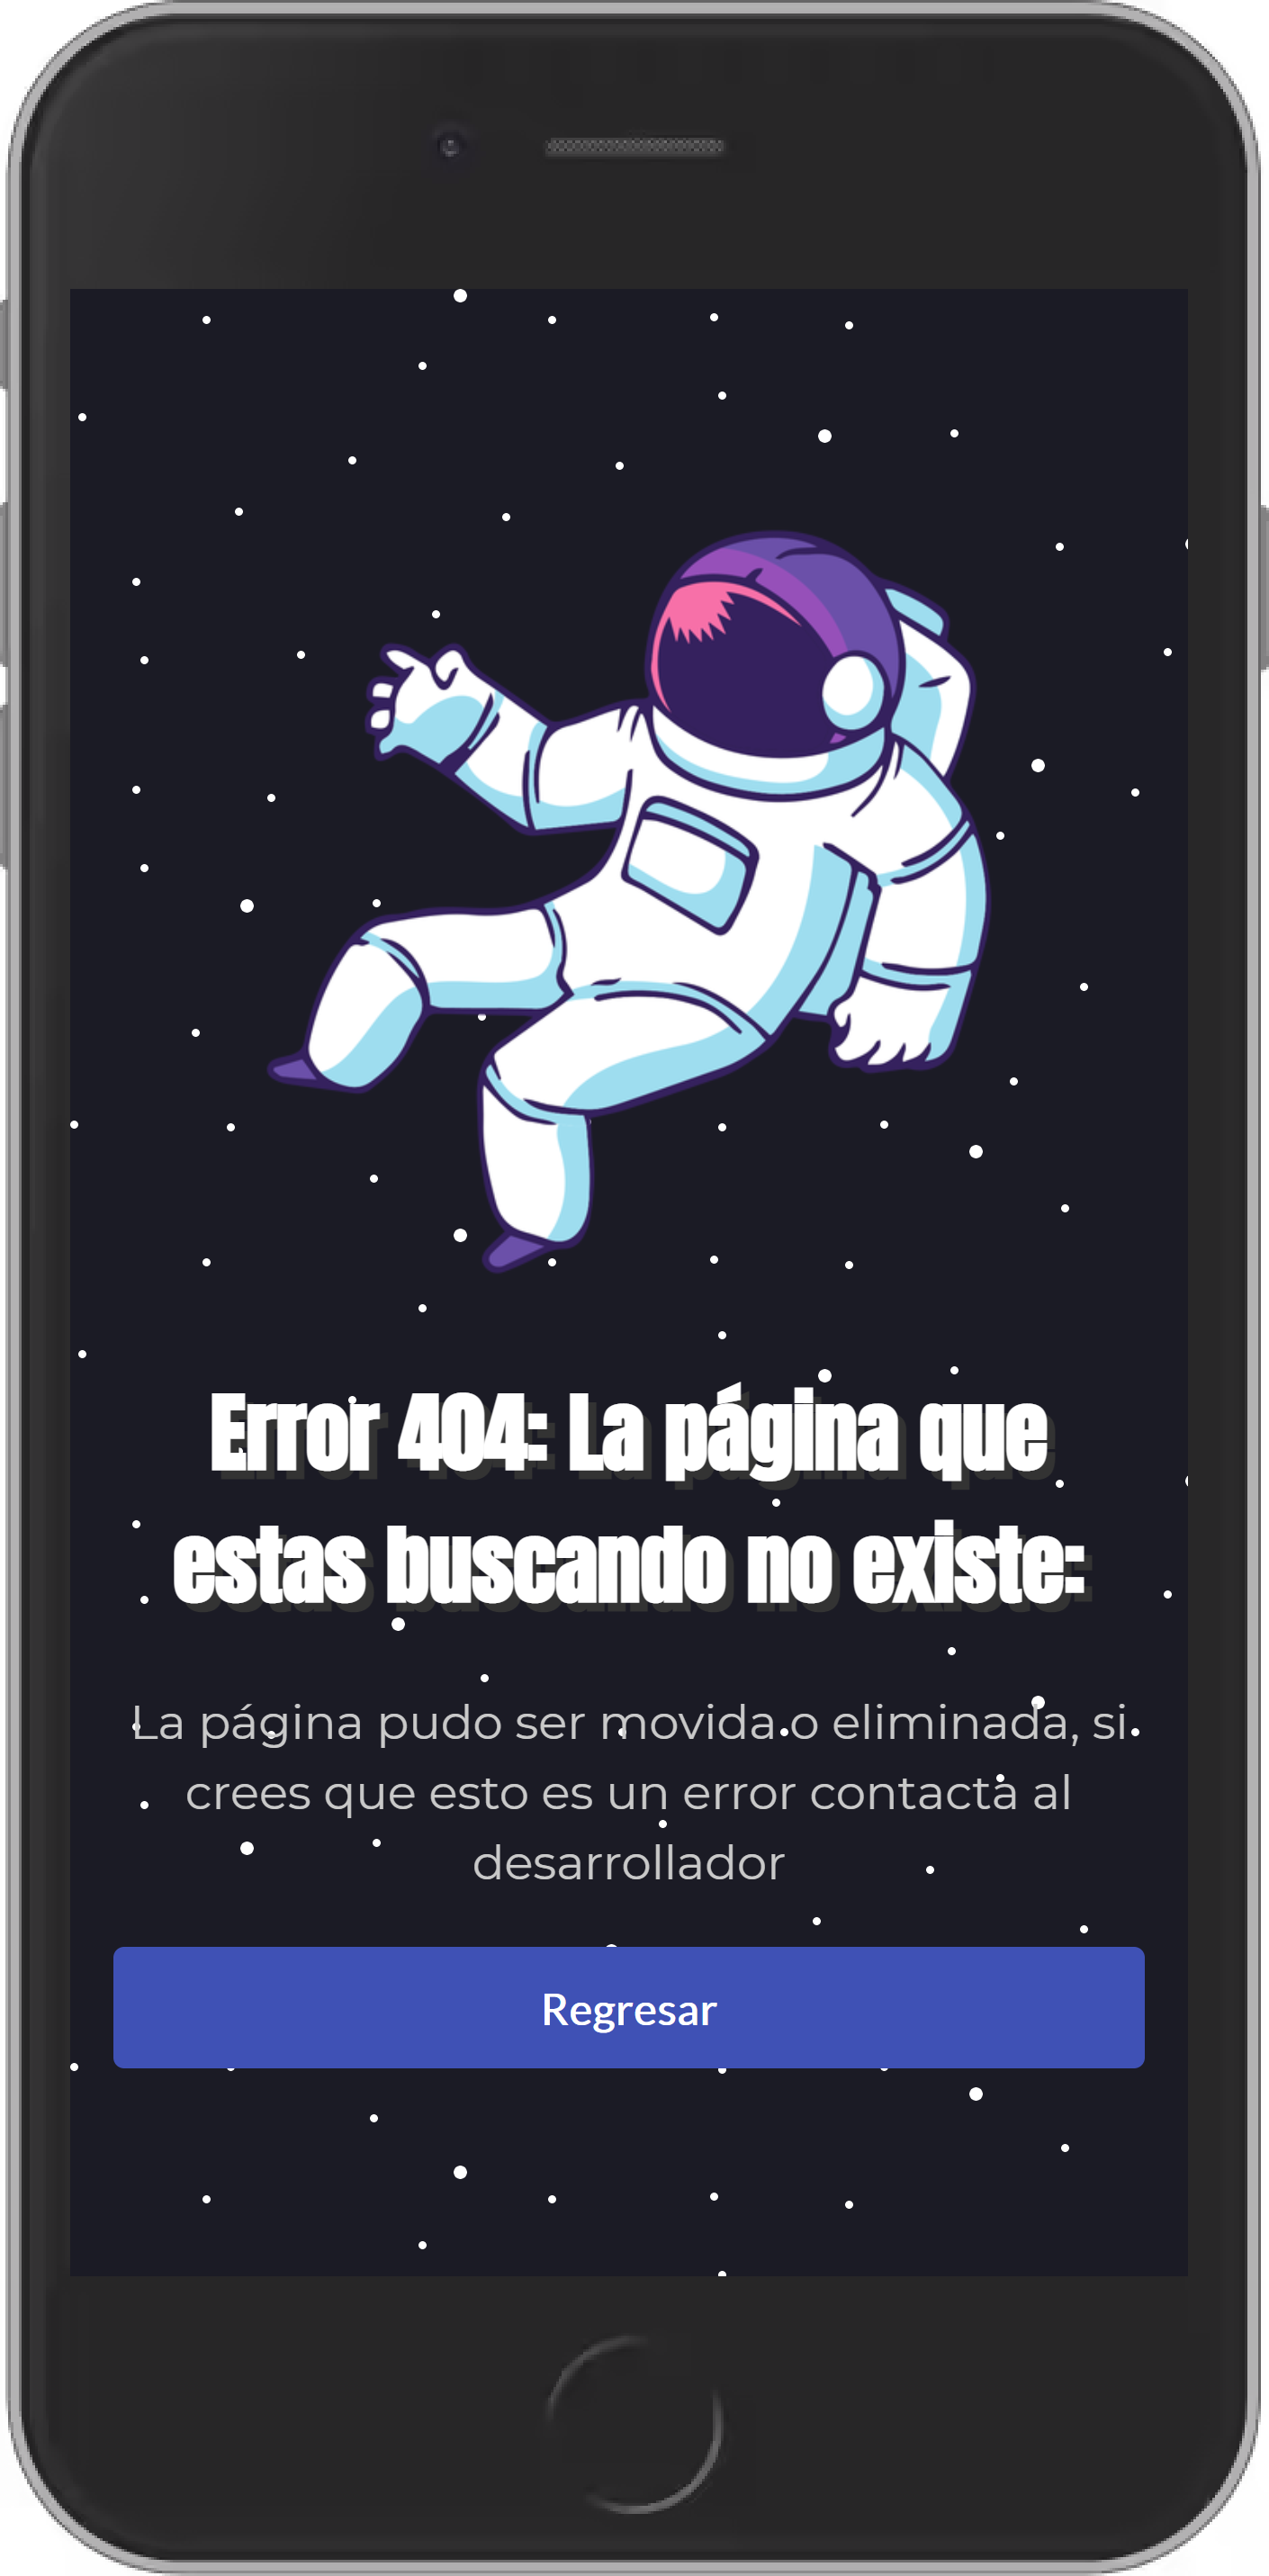 Error 404: La página que
estas buscando no existe:
La página pudo ser movida o eliminada, si
crees que esto es un error contacta al
desarrollador
Regresar